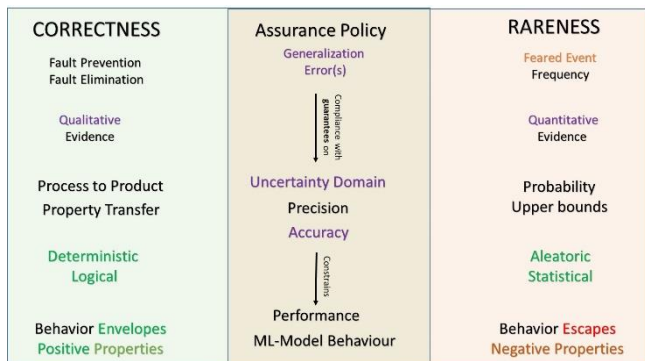 CORRECTNESS
Fault Prevention
Fault Elimination
Qualitative
Evidence
Process to Product
Property Transfer
Deterministic
Logical
Behavior Envelopes
Positive Properties
Assurance Policy
Generalization
Error(s)
Compliance with
guarantees on
Uncertainty Domain
Precision
Accuracy
Constrains
Performance
ML-Model Behaviour
RARENESS
Feared Event
Frequency
Quantitative
Evidence
Probability
Upper bounds
Aleatoric
Statistical
Behavior Escapes
Negative Properties